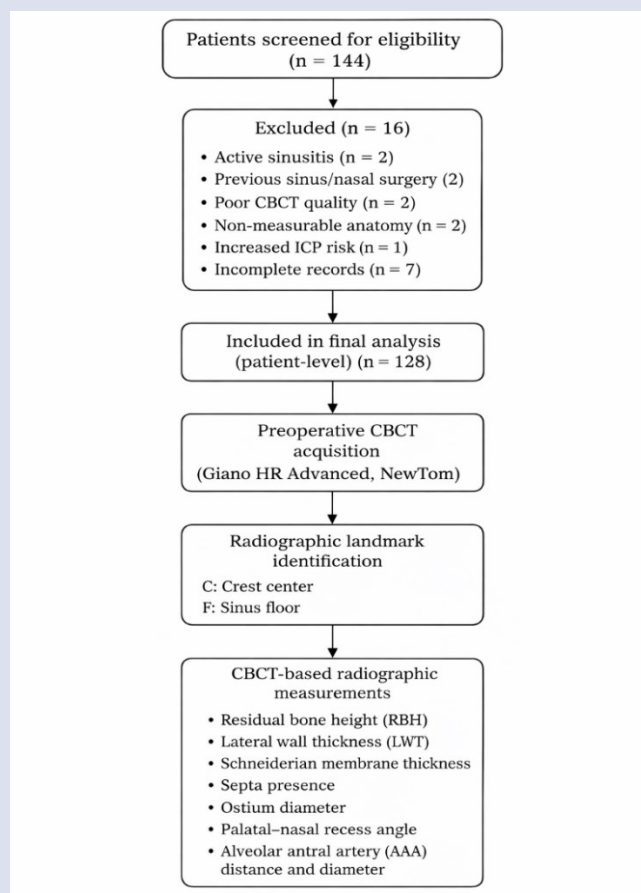 Patients screened for eligibility
(n = 144)
Excluded (n = 16)
• Active sinusitis (n = 2)
• Previous sinus/nasal surgery (2)
• Poor CBCT quality (n = 2)
• Non-measurable anatomy (n = 2)
• Increased ICP risk (n = 1)
• Incomplete records (n = 7)
Included in final analysis
(patient-level) (n = 128)
Preoperative CBCT
acquisition
(Giano HR Advanced, NewTom)
Radiographic landmark
identification
C: Crest center
F: Sinus floor
CBCT-based radiographic
measurements
• Residual bone height (RBH)
• Lateral wall thickness (LWT)
• Schneiderian membrane thickness
• Septa presence
• Ostium diameter
• Palatal–nasal recess angle
• Alveolar antral artery (AAA)
distance and diameter